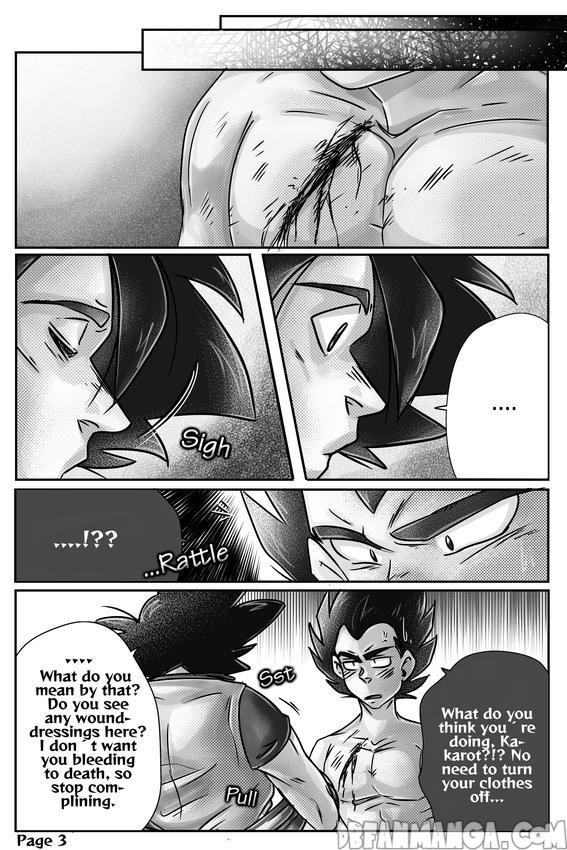 Sigh
....
....!??
...Rattle
....
What do you
mean by that?
Do you see
any wound-
dressings here?
I don´t want
you bleeding
to death, so
stop com-
plining.
Sst
Pull
What do you
think you´re
doing, Ka-
karot?!? No
need to turn
your clothes
off...
Page 3
DBFANMANGA.COM